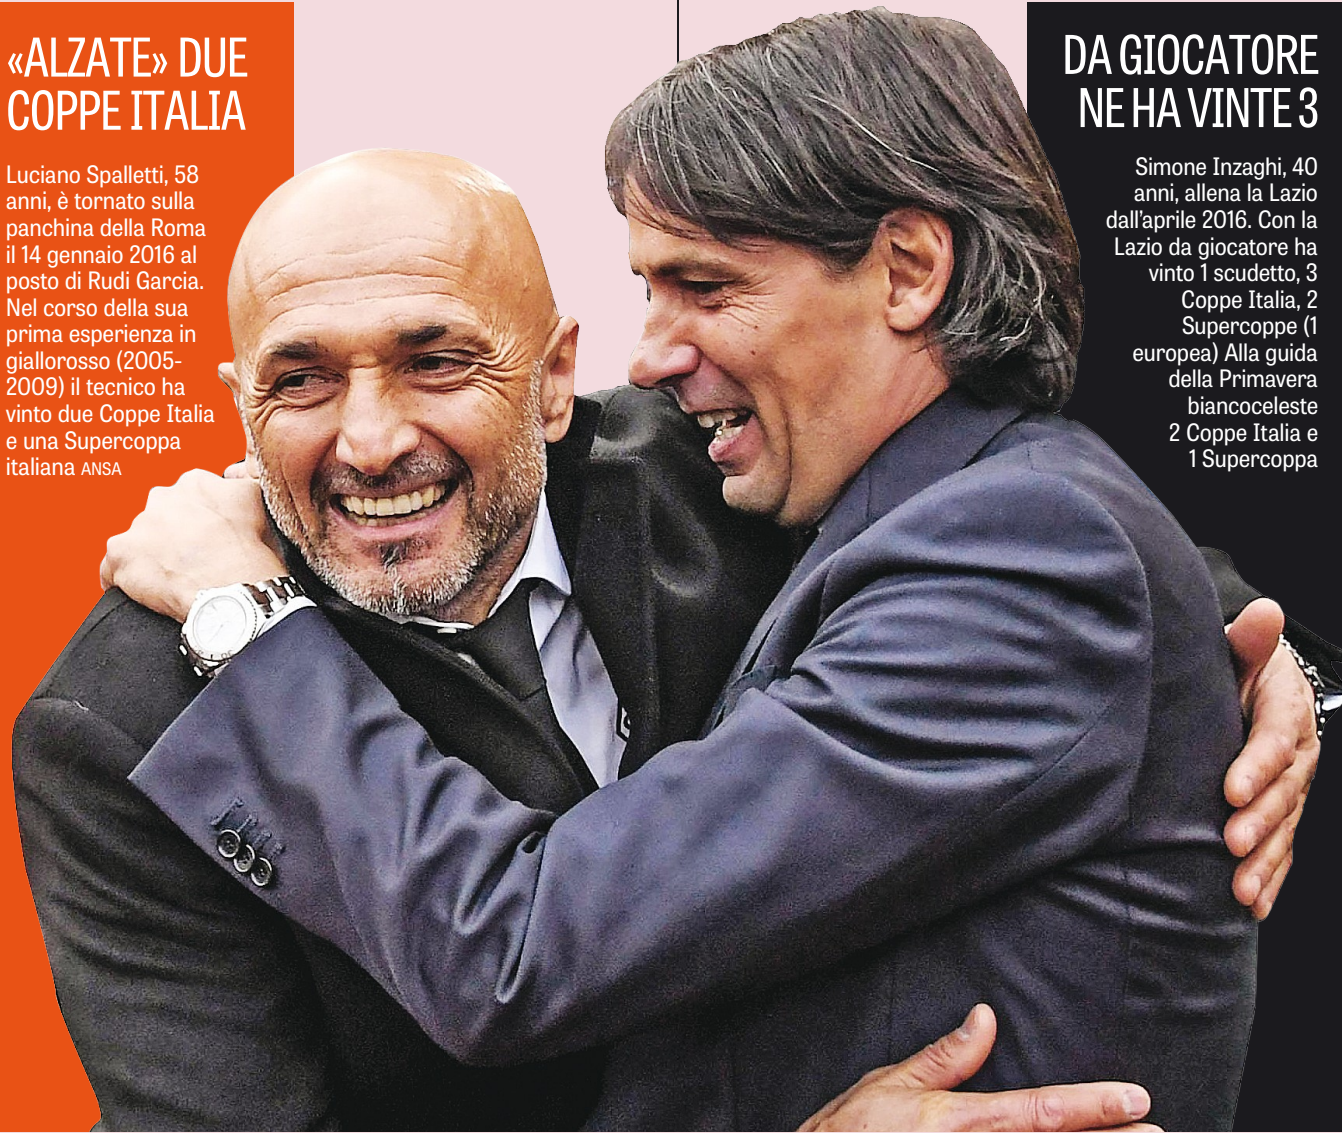 «ALZATE» DUE
COPPE ITALIA
Luciano Spalletti, 58
anni, è tornato sulla
panchina della Roma
il 14 gennaio 2016 al
posto di Rudi Garcia.
Nel corso della sua
prima esperienza in
giallorosso (2005-
2009) il tecnico ha
vinto due Coppe Italia
e una Supercoppa
italiana ANSA
DA GIOCATORE
NE HA VINTE 3
Simone Inzaghi, 40
anni, allena la Lazio
dall'aprile 2016. Con la
Lazio da giocatore ha
vinto 1 scudetto, 3
Coppe Italia, 2
Supercoppe (1
europea) Alla guida
della Primavera
biancoceleste
2 Coppe Italia e
1 Supercoppa